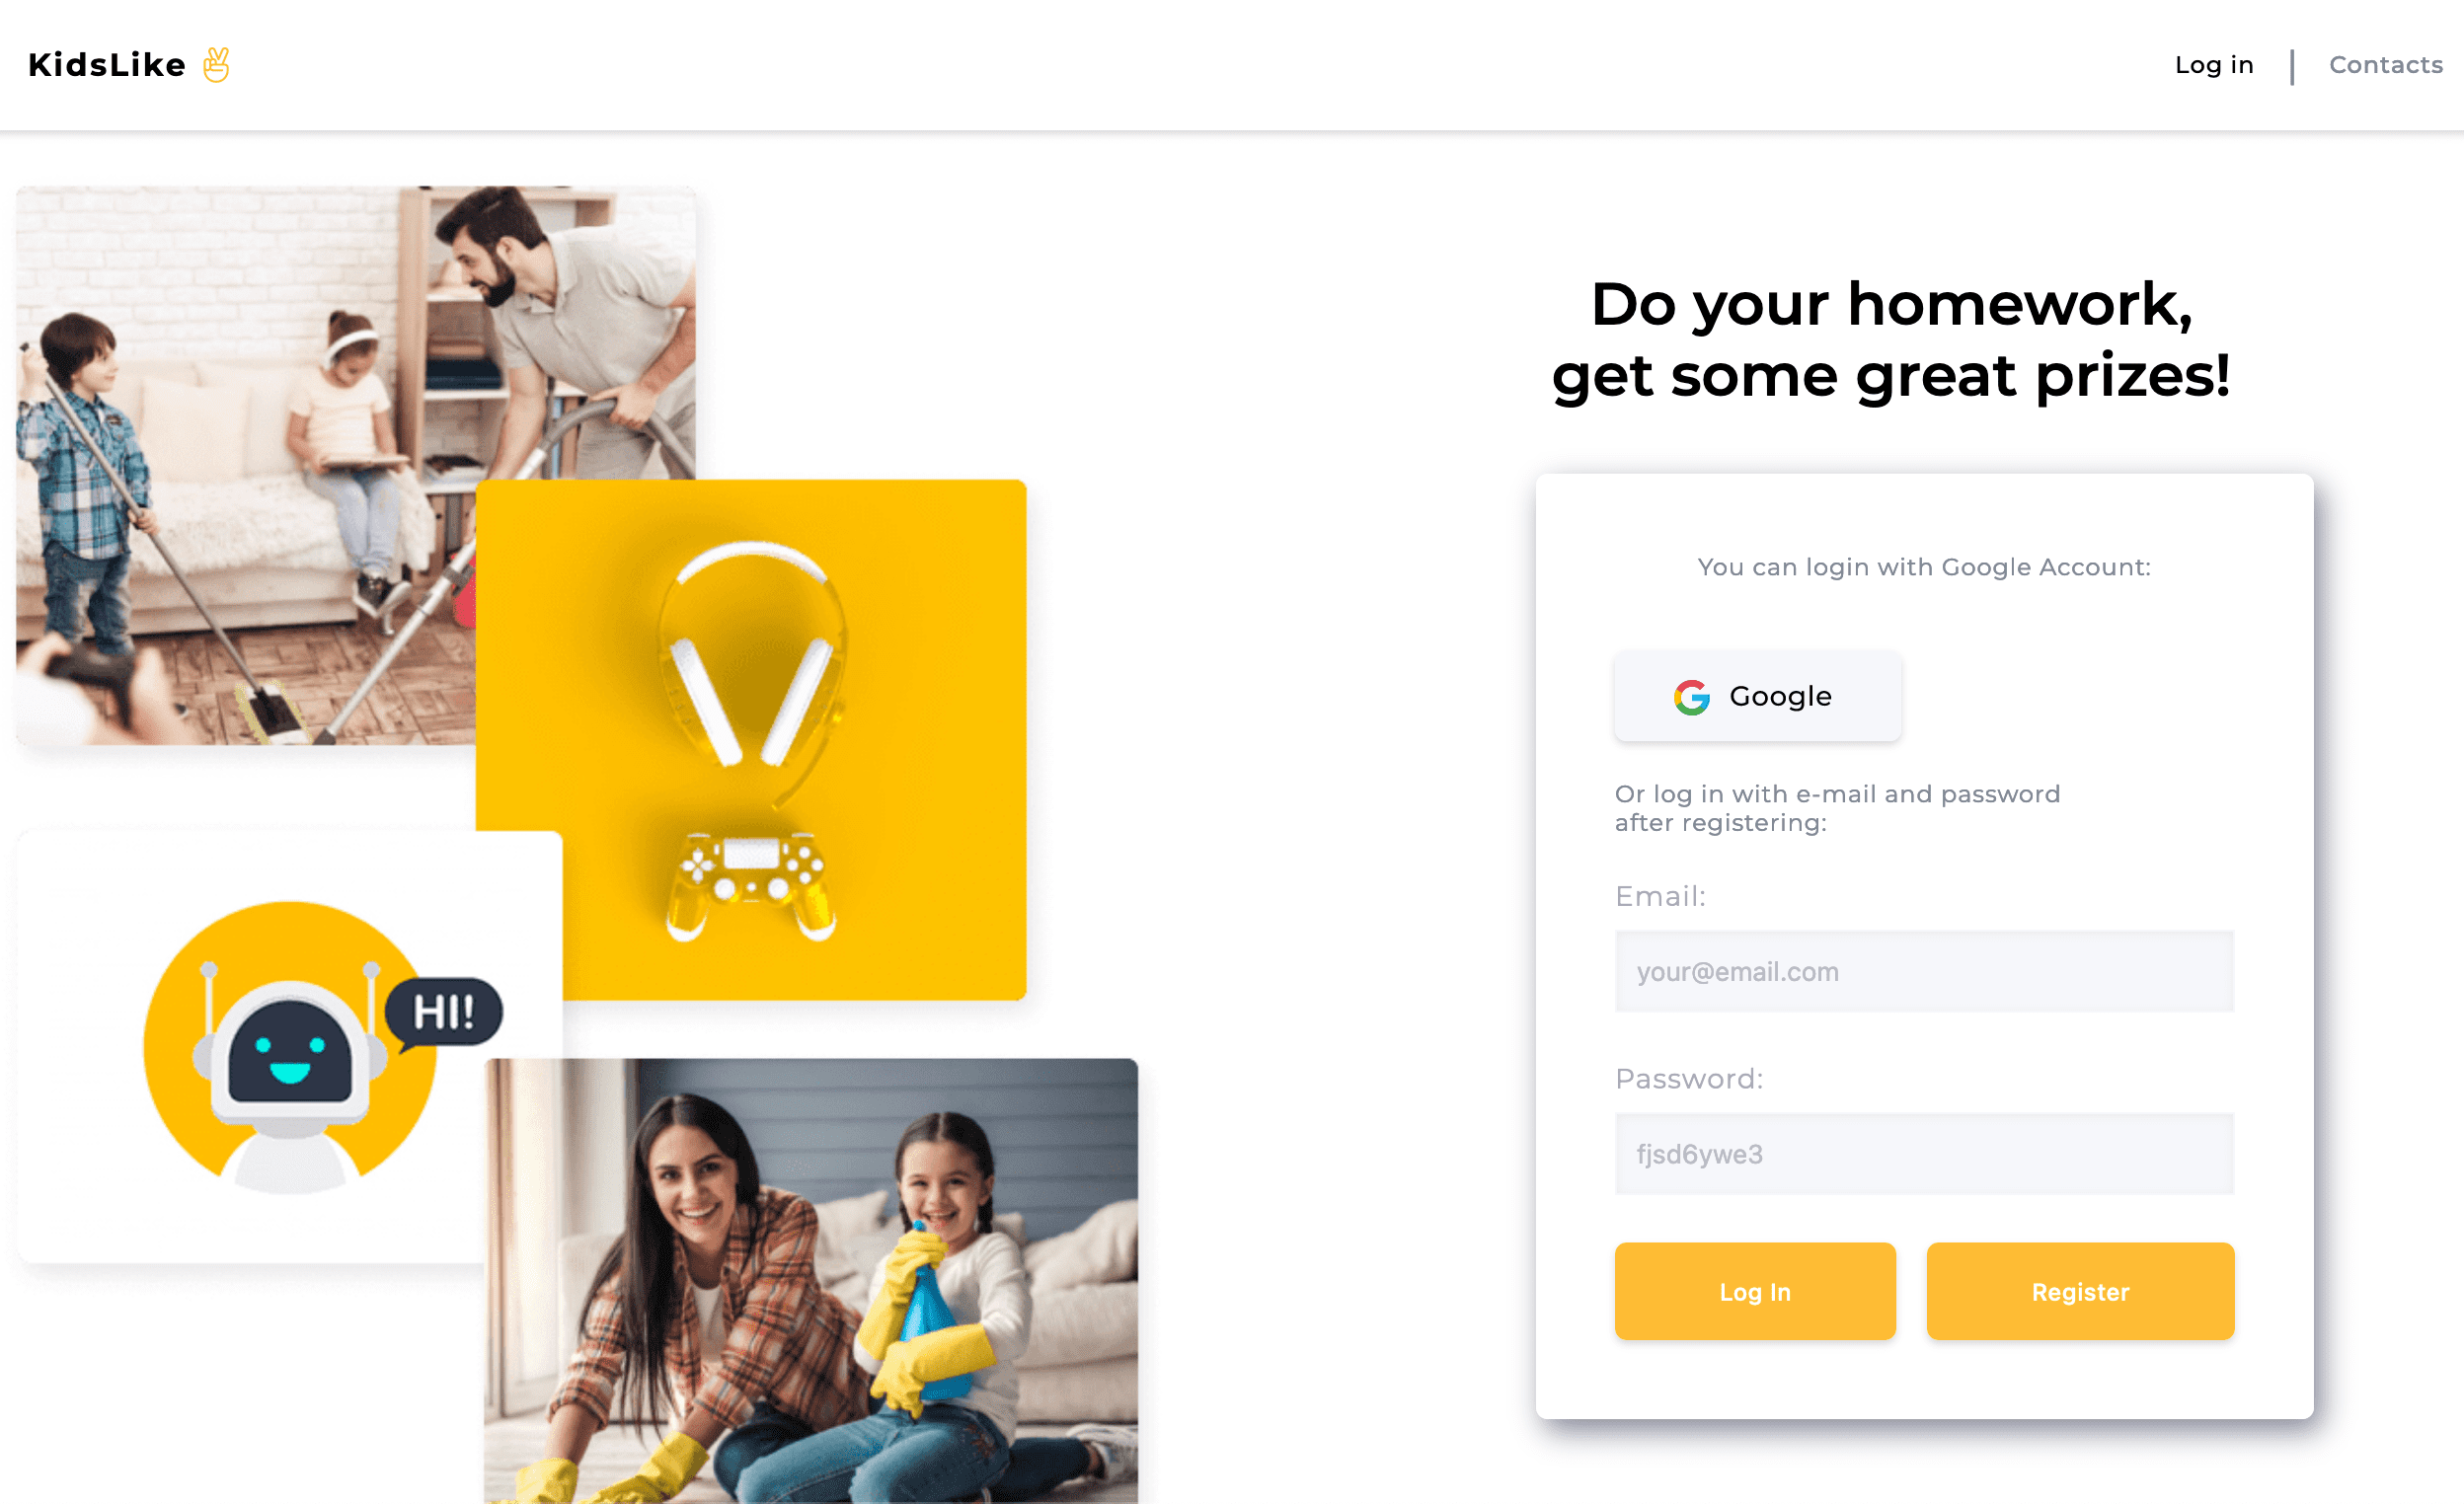 KidsLike
Log in | Contacts
Do your homework,
get some great prizes!
You can login with Google Account:
Google
Or log in with e-mail and password
after registering:
Email:
your@email.com
Password:
fjsd6ywe3
Log In
Register
HI!